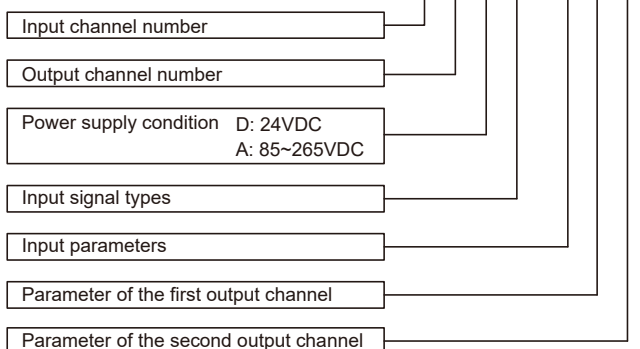 Input channel number
Output channel number
Power supply condition D: 24VDC
A: 85~265VDC
Input signal types
Input parameters
Parameter of the first output channel
Parameter of the second output channel